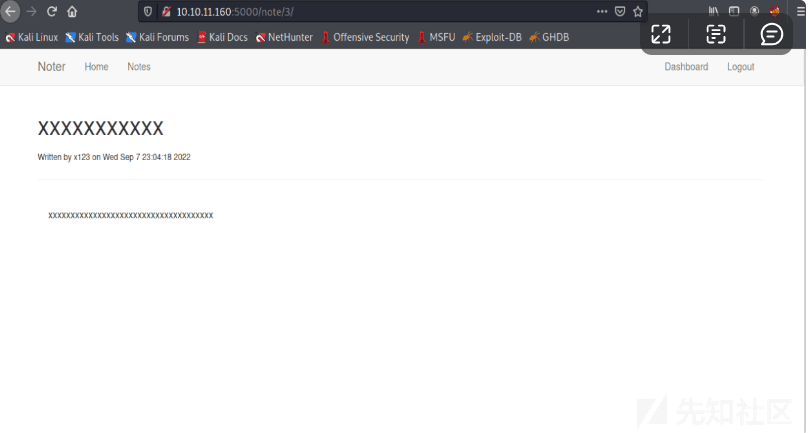 10.10.11.160:5000/note/3/
Kali Linux Kali Tools Kali Forums Kali Docs NetHunter Offensive Security MSFU Exploit-DB GHDB
Noter Home Notes Dashboard Logout
XXXXXXXXXXX
Written by x123 on Wed Sep 7 23:04:18 2022
xxxxxxxxxxxxxxxxxxxxxxxxxxxxxxxxxxxxx
先知社区